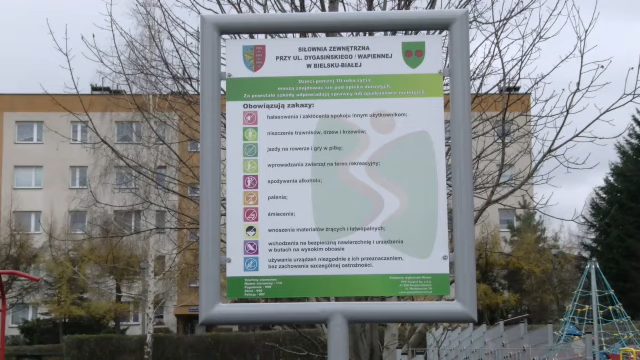 SIŁOWNIA ZEWNĘTRZNA
PRZY UL. DYGASIŃSKIEGO / WAPIENNEJ
W BIELSKU-BIAŁEJ
Obowiązują zakazy:
hałasowania i zakłócania spokoju innym użytkownikom;
niszczenia trawników, drzew i krzewów;
jazdy na rowerze i gry w piłkę;
wprowadzania zwierząt na teren rekreacyjny;
spożywania alkoholu;
palenia;
śmiecenia;
wnoszenia materiałów żrących i łatwopalnych;
wchodzenia na bezpieczną nawierzchnię i urządzenia
w butach na wysokim obcasie
używania urządzeń niezgodnie z ich przeznaczeniem,
bez zachowania szczególnej ostrożności.